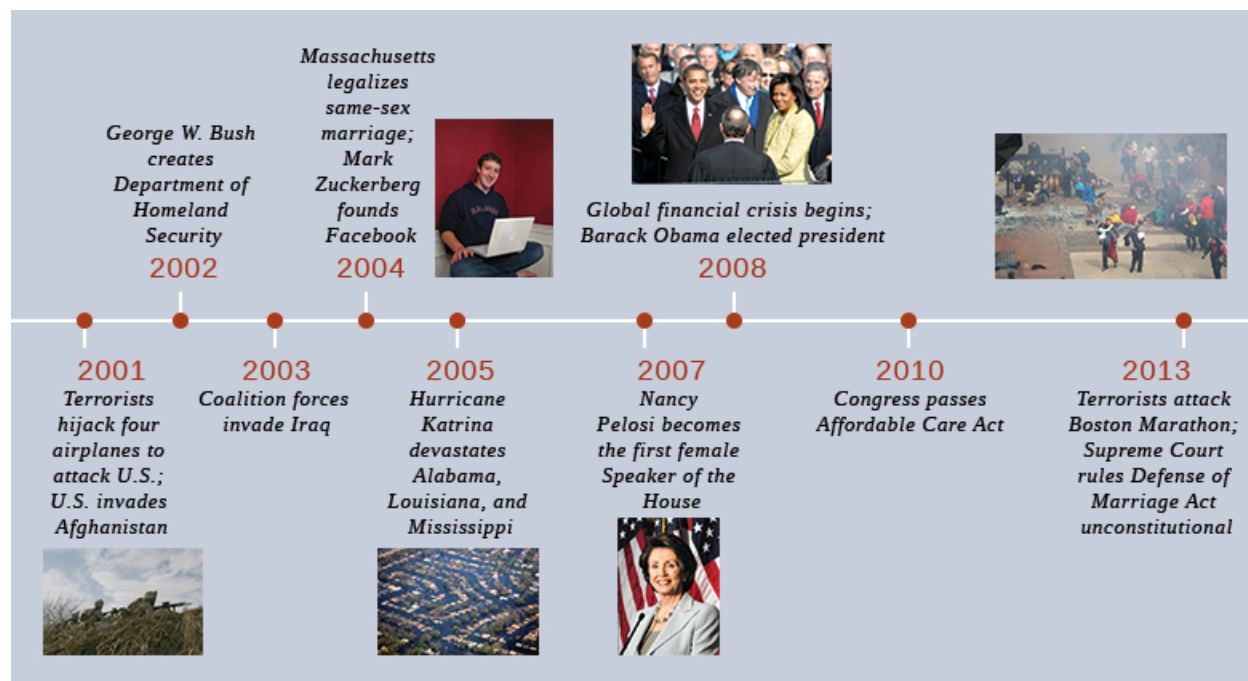 George W. Bush
creates
Department of
Homeland
Security
2002
Massachusetts
legalizes
same-sex
marriage;
Mark
Zuckerberg
founds
Facebook
2004
Global financial crisis begins;
Barack Obama elected president
2008
2001
Terrorists
hijack four
airplanes to
attack U.S.;
U.S. invades
Afghanistan
2003
Coalition forces
invade Iraq
2005
Hurricane
Katrina
devastates
Alabama,
Louisiana, and
Mississippi
2007
Nancy
Pelosi becomes
the first female
Speaker of the
House
2010
Congress passes
Affordable Care Act
2013
Terrorists attack
Boston Marathon;
Supreme Court
rules Defense of
Marriage Act
unconstitutional